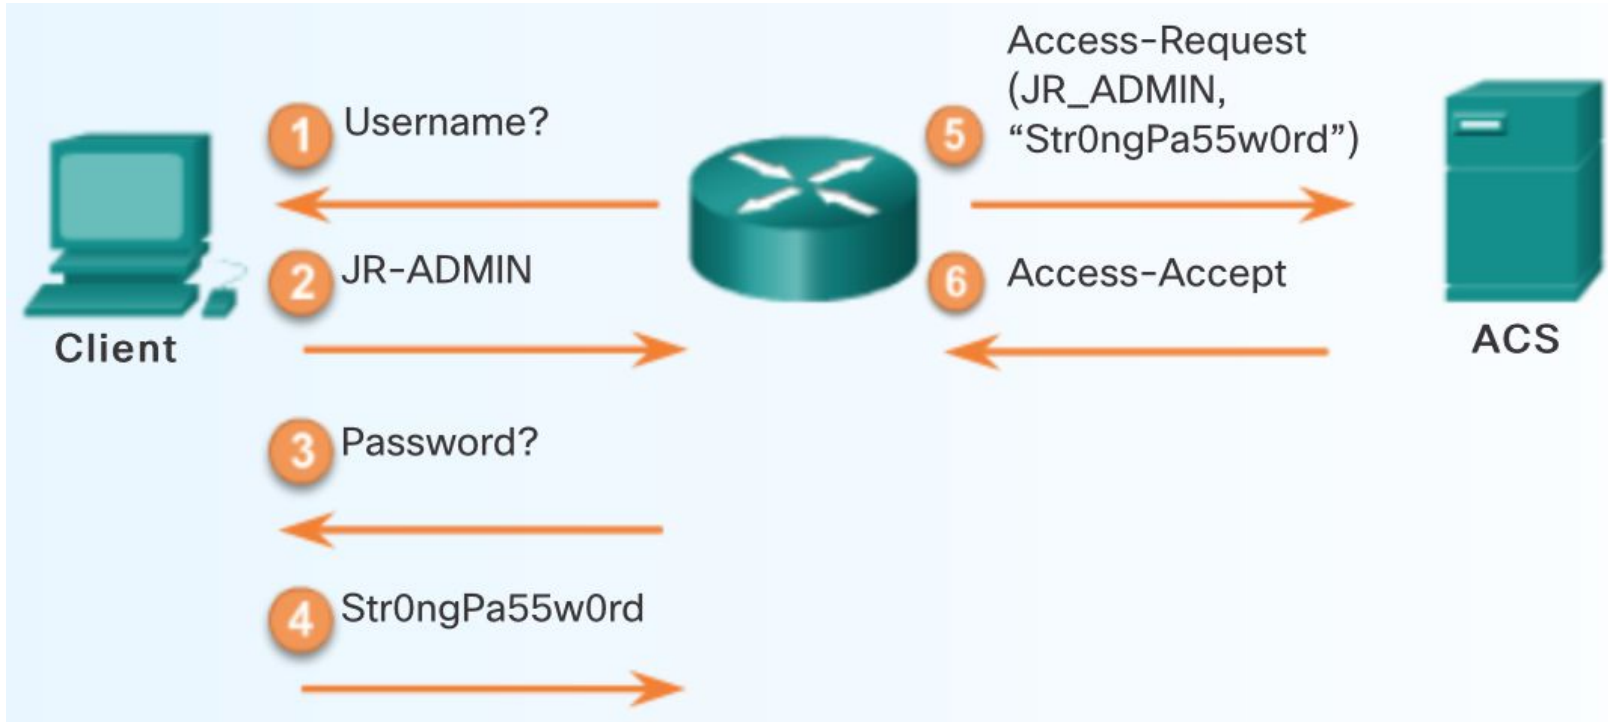 1 Username?
2 JR-ADMIN
Client
3 Password?
4 Str0ngPa55w0rd
5 Access-Request
(JR_ADMIN,
“Str0ngPa55w0rd”)
6 Access-Accept
ACS